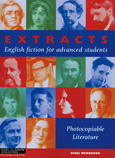 EXTRACTS
English fiction for advanced students
Photocopiable
Literature